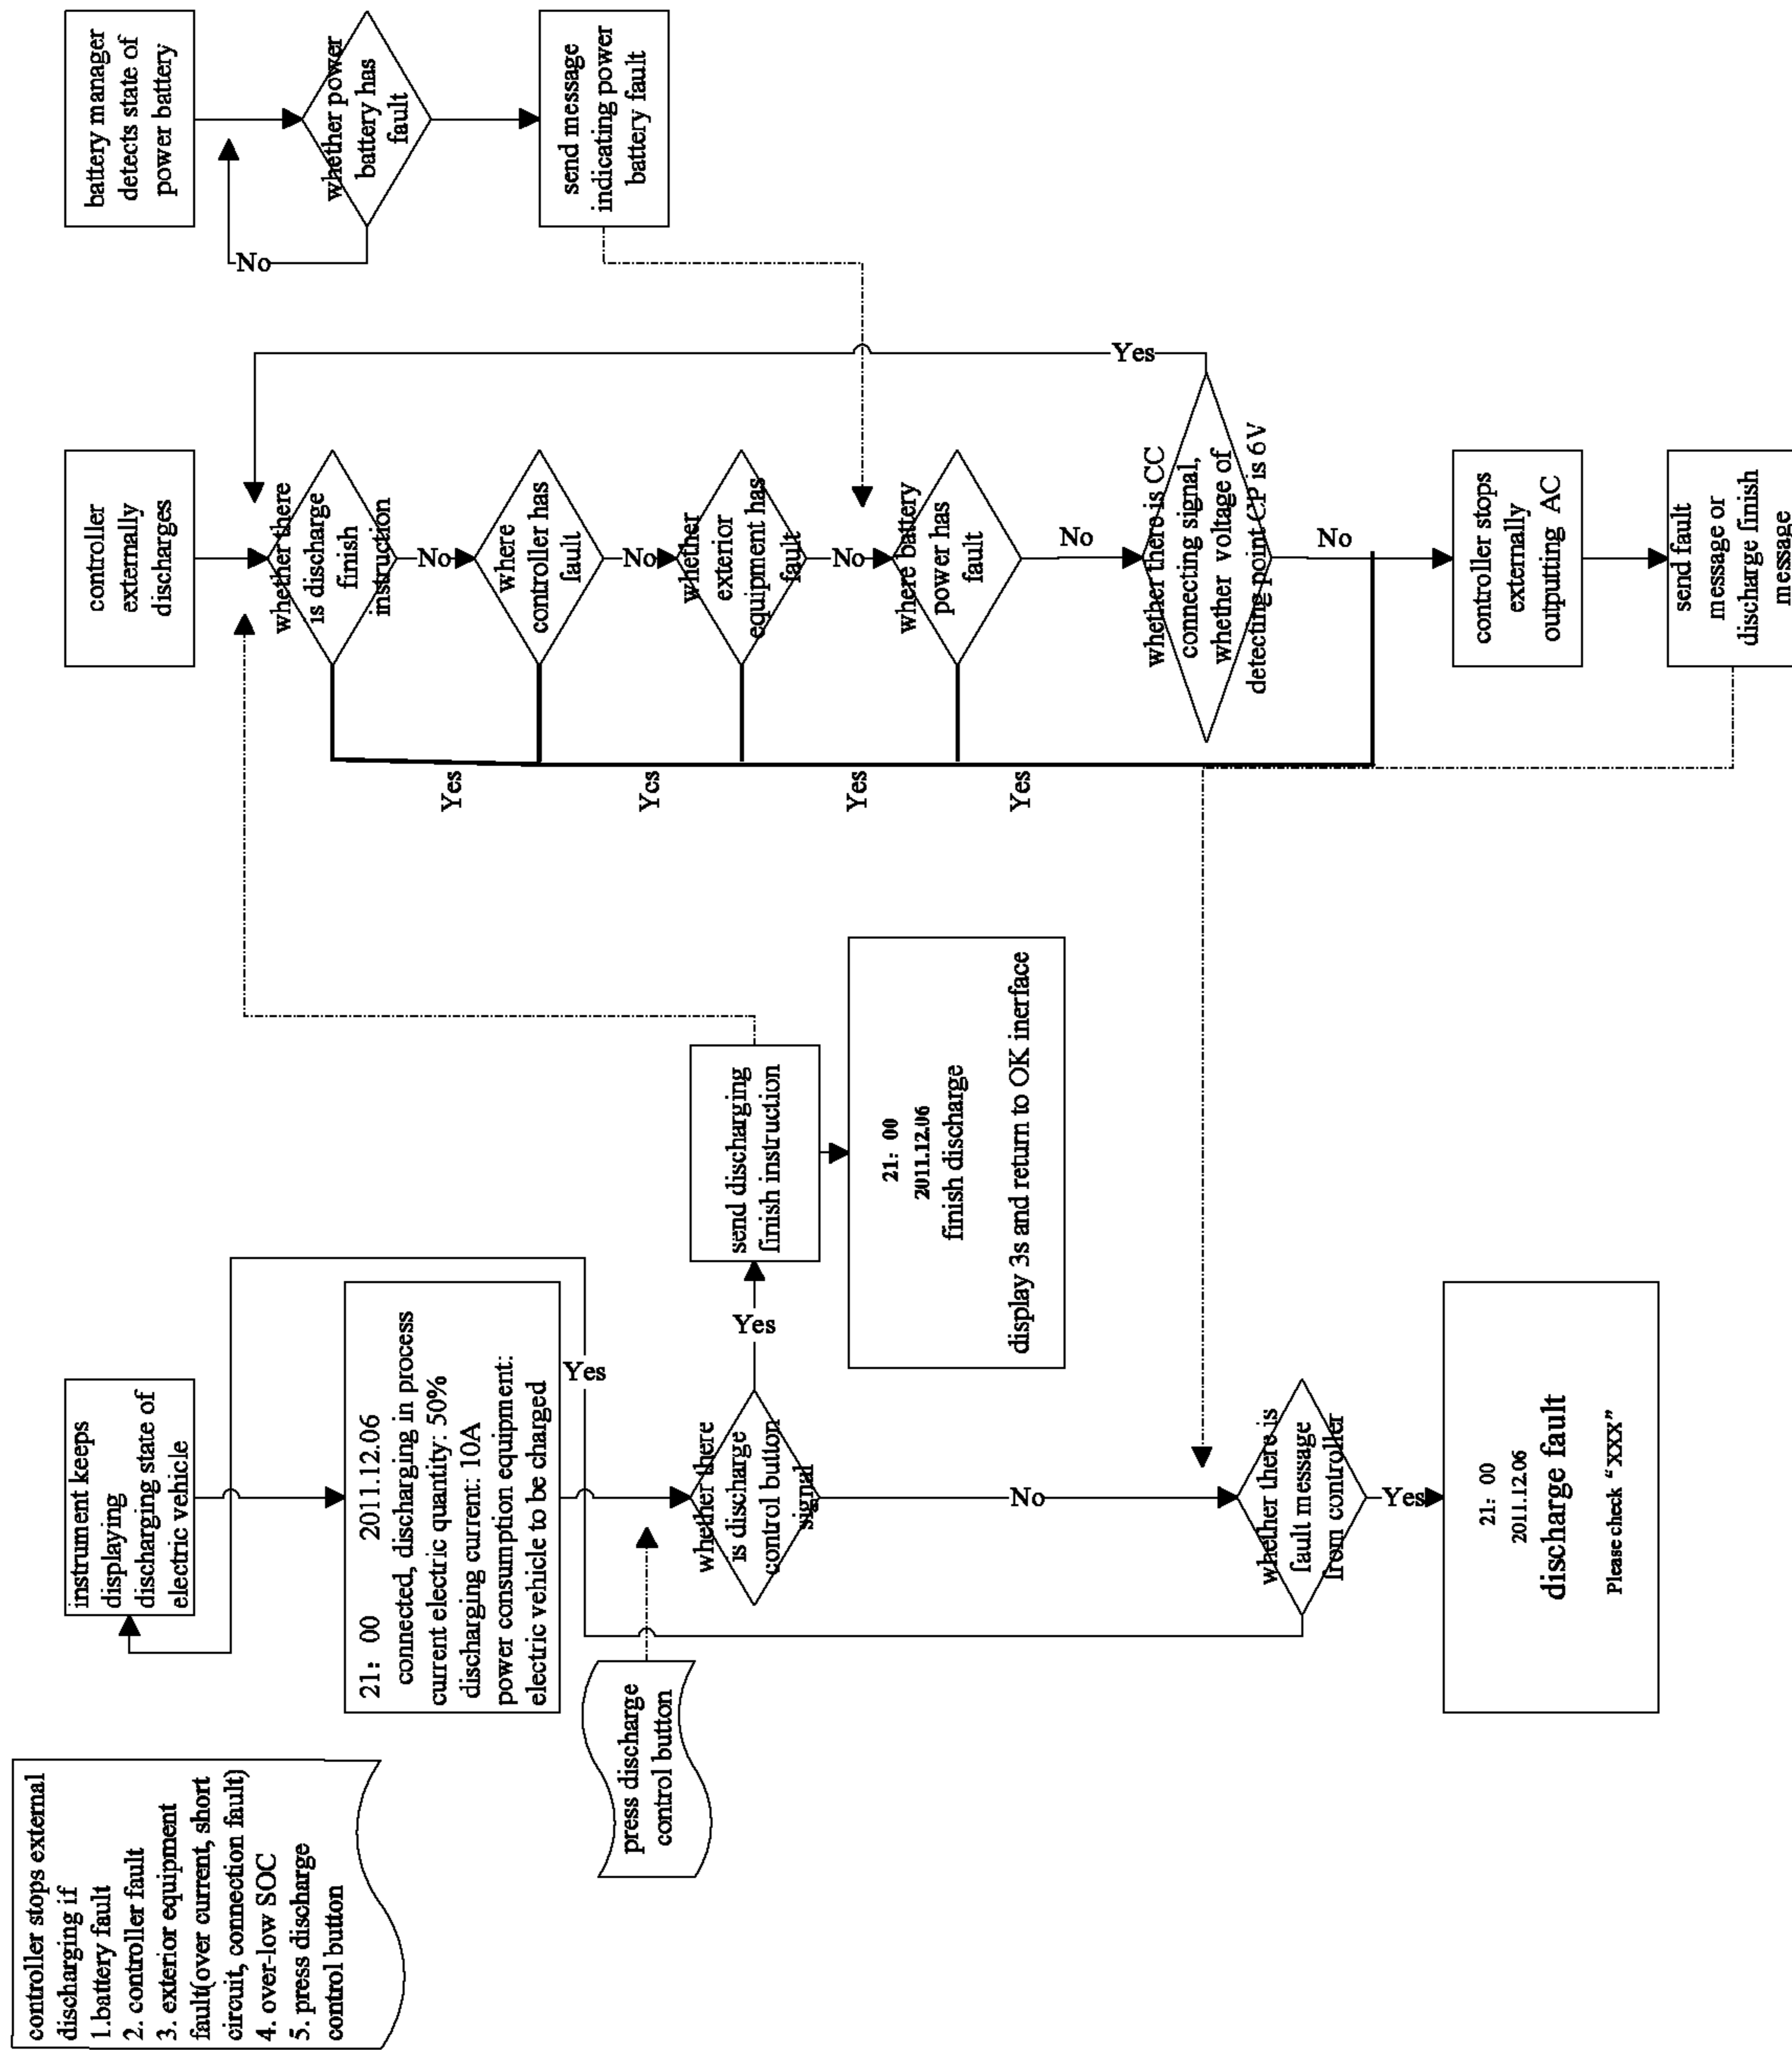 controller stops external
discharging if
1.battery fault
2. controller fault
3. exterior equipment
fault(over current, short
circuit, connection fault)
4. over-low SOC
5. press discharge
control button
instrument keeps
displaying
discharging state of
electric vehicle
21: 00 2011.12.06
connected, discharging in process
current electric quantity: 50%
discharging current: 10A
power consumption equipment:
electric vehicle to be charged
Yes
press discharge
control button
whether there
is discharge
control button
signal
Yes
No
send discharging
finish instruction
21: 00
2011.12.06
finish discharge
display 3s and return to OK inerface
whether there is
fault message
from controller
Yes
21: 00
2011.12.06
discharge fault
Please check “XXX”
controller
externally
discharges
whether there
is discharge
finish
instruction
No
Yes
where
controller has
fault
No
Yes
whether
exterior
equipment has
fault
No
Yes
where battery
power has
fault
No
Yes
whether there is CC
connecting signal,
whether voltage of
detecting point CP is 6V
Yes
No
controller stops
externally
outputting AC
send fault
message or
discharge finish
message
battery manager
detects state of
power battery
whether power
battery has
fault
No
send message
indicating power
battery fault